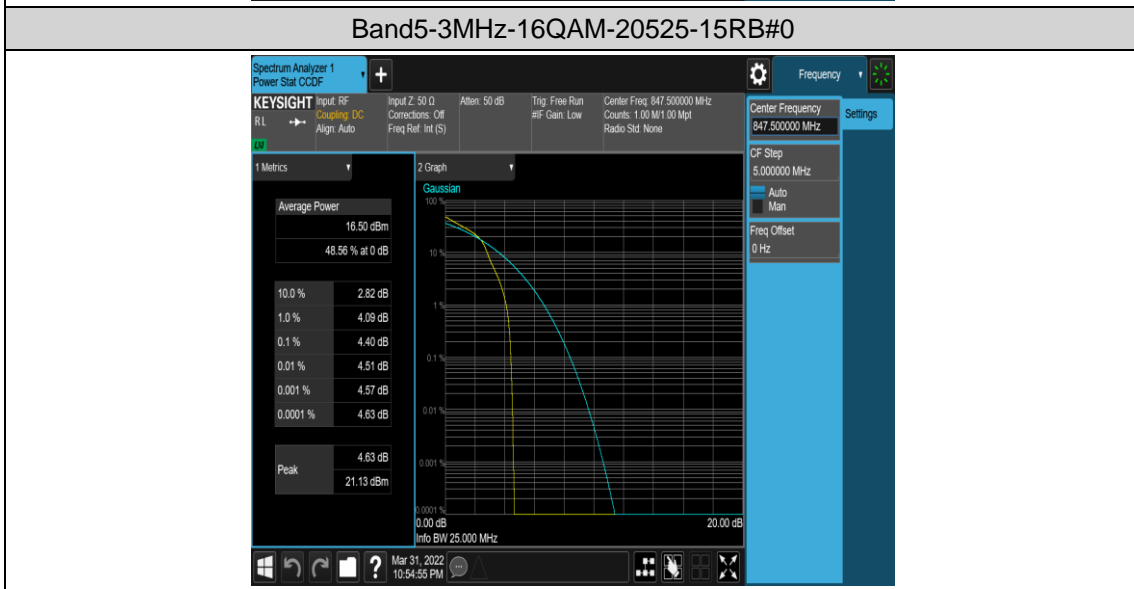 Band5-3MHz-16QAM-20525-15RB#0
Spectrum Analyzer 1
Power Stat CCDF
+
Frequency
KEYSIGHT
RL
Input: RF
Coupling: DC
Align: Auto
Input Z: 50 Ω
Corrections: Off
Freq Ref: Int (S)
Atten: 50 dB
Trig: Free Run
#IF Gain: Low
Center Freq: 847.500000 MHz
Counts: 1.00 M/1.00 Mpt
Radio Std: None
Center Frequency
847.500000 MHz
Settings
CF Step
5.000000 MHz
Auto
Man
Freq Offset
0 Hz
1 Metrics
Average Power
16.50 dBm
48.56 % at 0 dB
10.0 % 2.82 dB
1.0 % 4.09 dB
0.1 % 4.40 dB
0.01 % 4.51 dB
0.001 % 4.57 dB
0.0001 % 4.63 dB
Peak 4.63 dB
21.13 dBm
2 Graph
Gaussian
100 %
10 %
1 %
0.1 %
0.01 %
0.001 %
0.0001 %
0.00 dB 20.00 dB
Info BW 25.000 MHz
?
Mar 31, 2022
10:54:55 PM